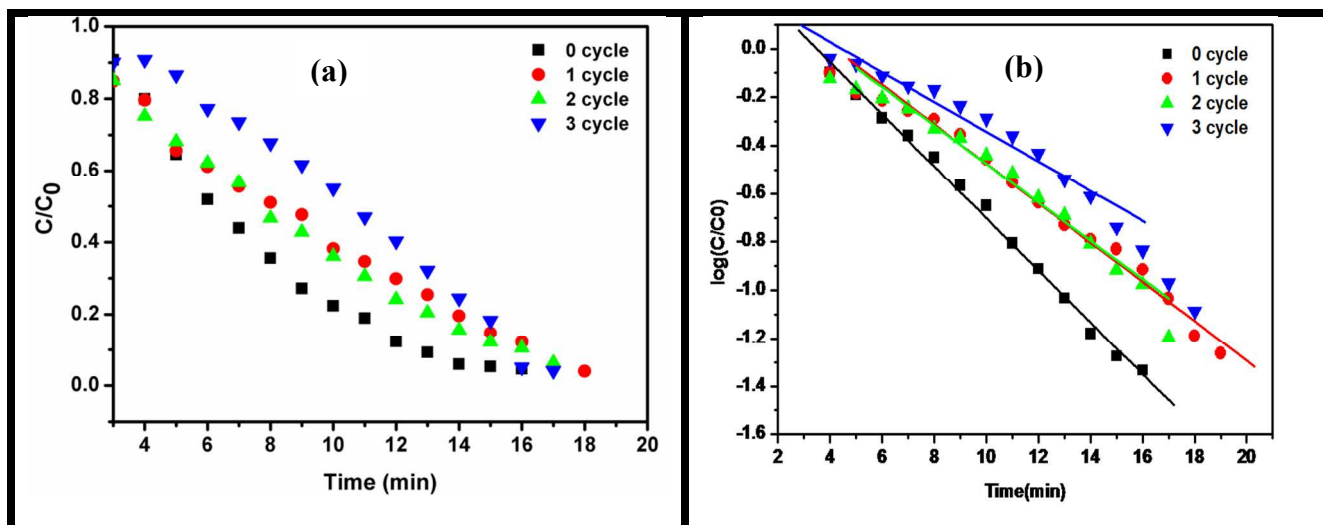 (a)
0 cycle
1 cycle
2 cycle
3 cycle
C/C0
1.0
0.8
0.6
0.4
0.2
0.0
4 6 8 10 12 14 16 18 20
Time (min)
(b)
0 cycle
1 cycle
2 cycle
3 cycle
log(C/C0)
0.0
-0.2
-0.4
-0.6
-0.8
-1.0
-1.2
-1.4
-1.6
2 4 6 8 10 12 14 16 18 20
Time(min)